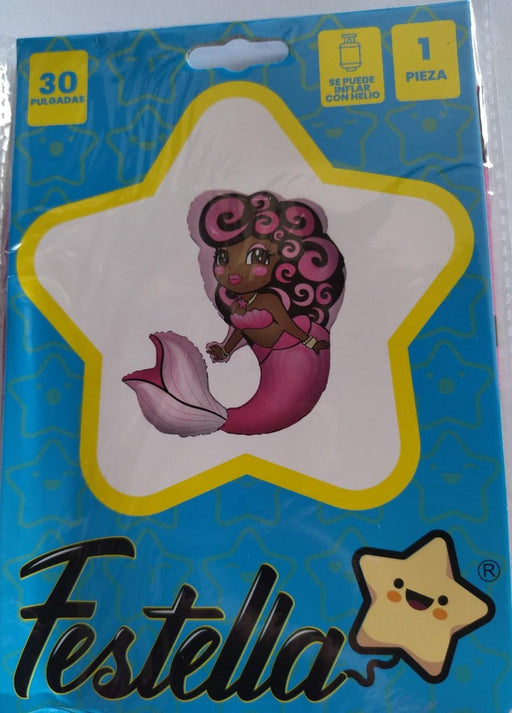 30
PULGADAS
SE PUEDE
INFLAR
CON HELIO
1
PIEZA
Festella
®